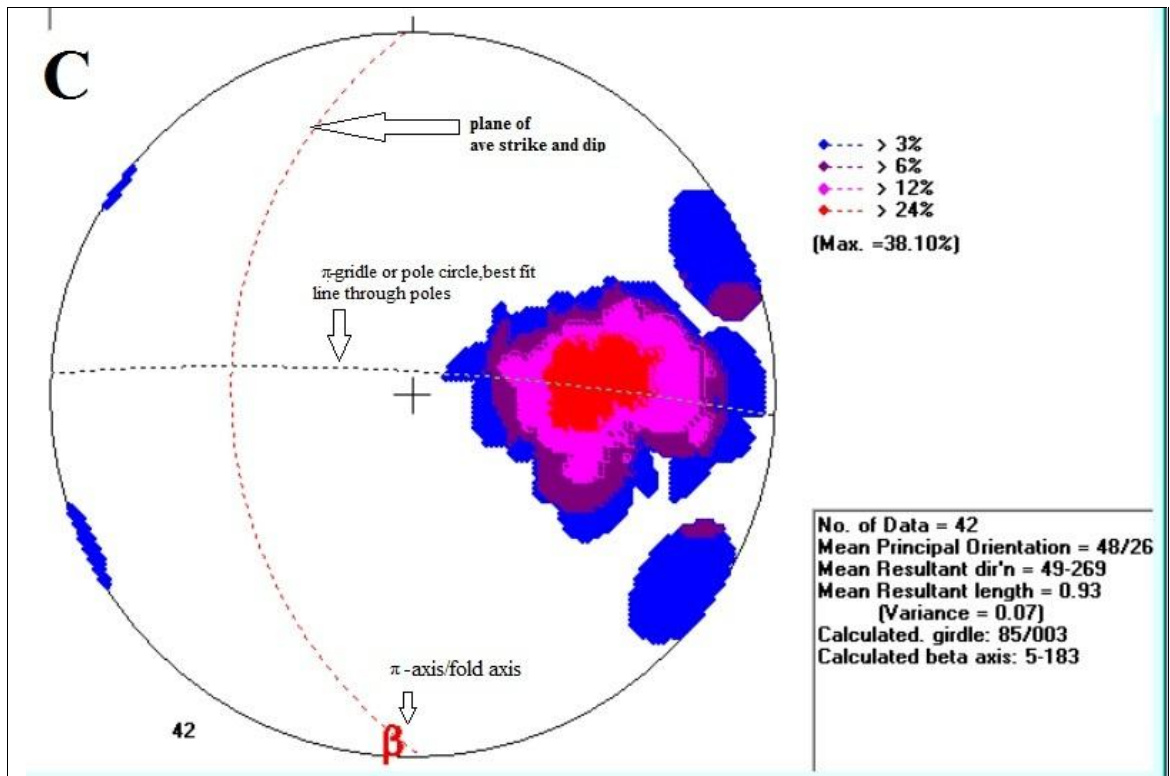 C
plane of
ave strike and dip
> 3%
> 6%
> 12%
> 24%
(Max. =38.10%)
π-gridle or pole circle,best fit
line through poles
No. of Data = 42
Mean Principal Orientation = 48/26
Mean Resultant dir'n = 49-269
Mean Resultant length = 0.93
(Variance = 0.07)
Calculated. girdle: 85/003
Calculated beta axis: 5-183
π-axis/fold axis
β
42